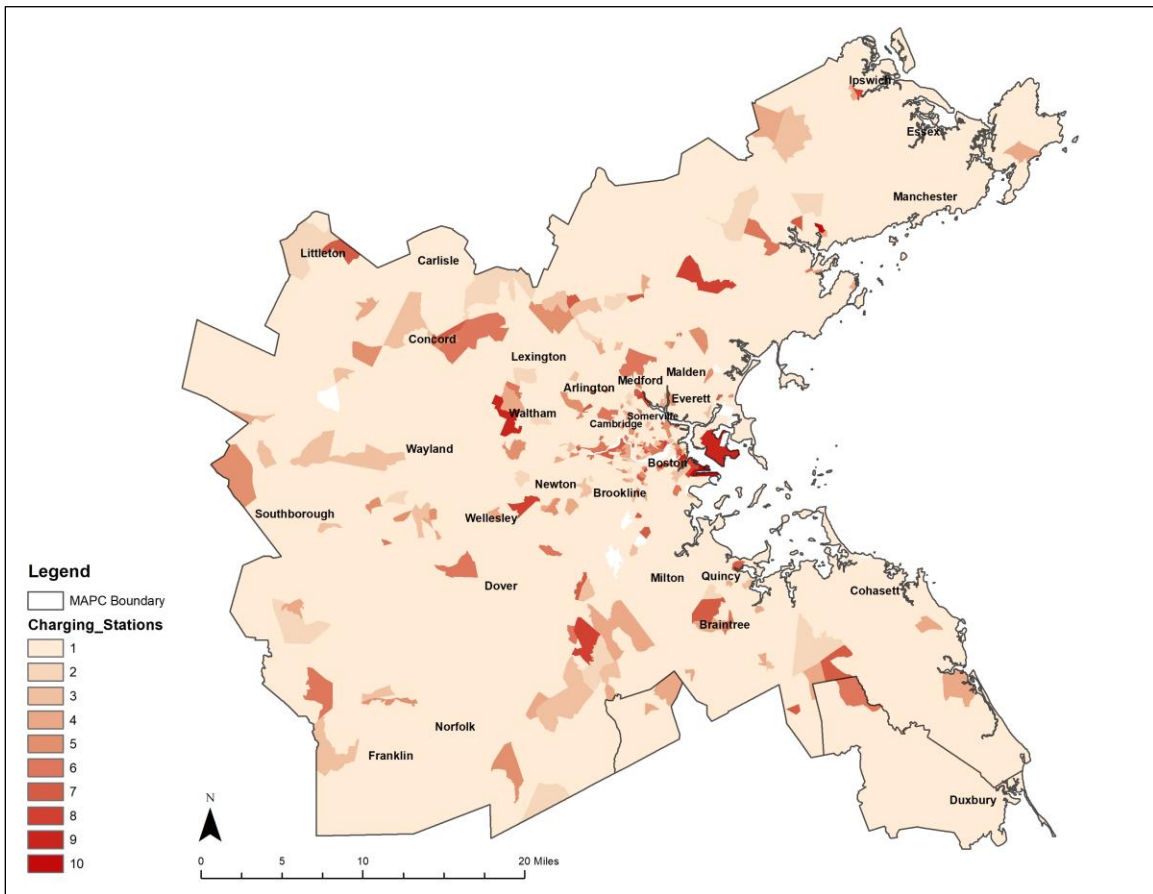 Ipswich
Essex
Manchester
Littleton
Carlisle
Concord
Lexington
Malden
Arlington
Medford
Everett
Waltham
Somerville
Cambridge
Wayland
Boston
Newton
Brookline
Southborough
Wellesley
Milton
Quincy
Dover
Cohasett
Braintree
Norfolk
Franklin
Duxbury
Legend
MAPC Boundary
Charging_Stations
1
2
3
4
5
6
7
8
9
10
N
0 5 10 20 Miles